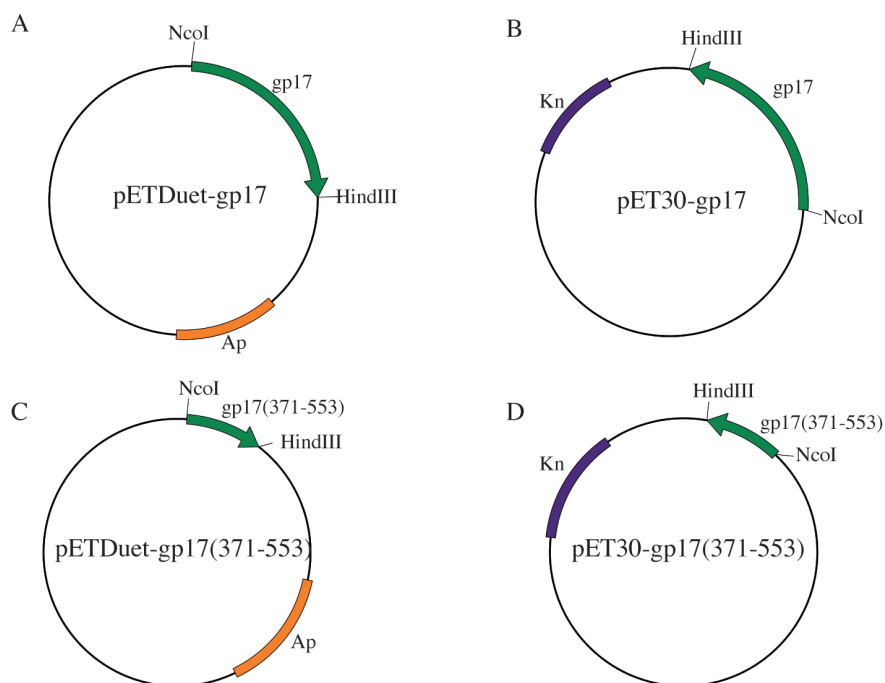 A
NcoI
gp17
pETDuet-gp17
HindIII
Ap
B
HindIII
Kn
gp17
pET30-gp17
NcoI
C
NcoI
gp17(371-553)
HindIII
pETDuet-gp17(371-553)
Ap
D
HindIII
gp17(371-553)
NcoI
Kn
pET30-gp17(371-553)